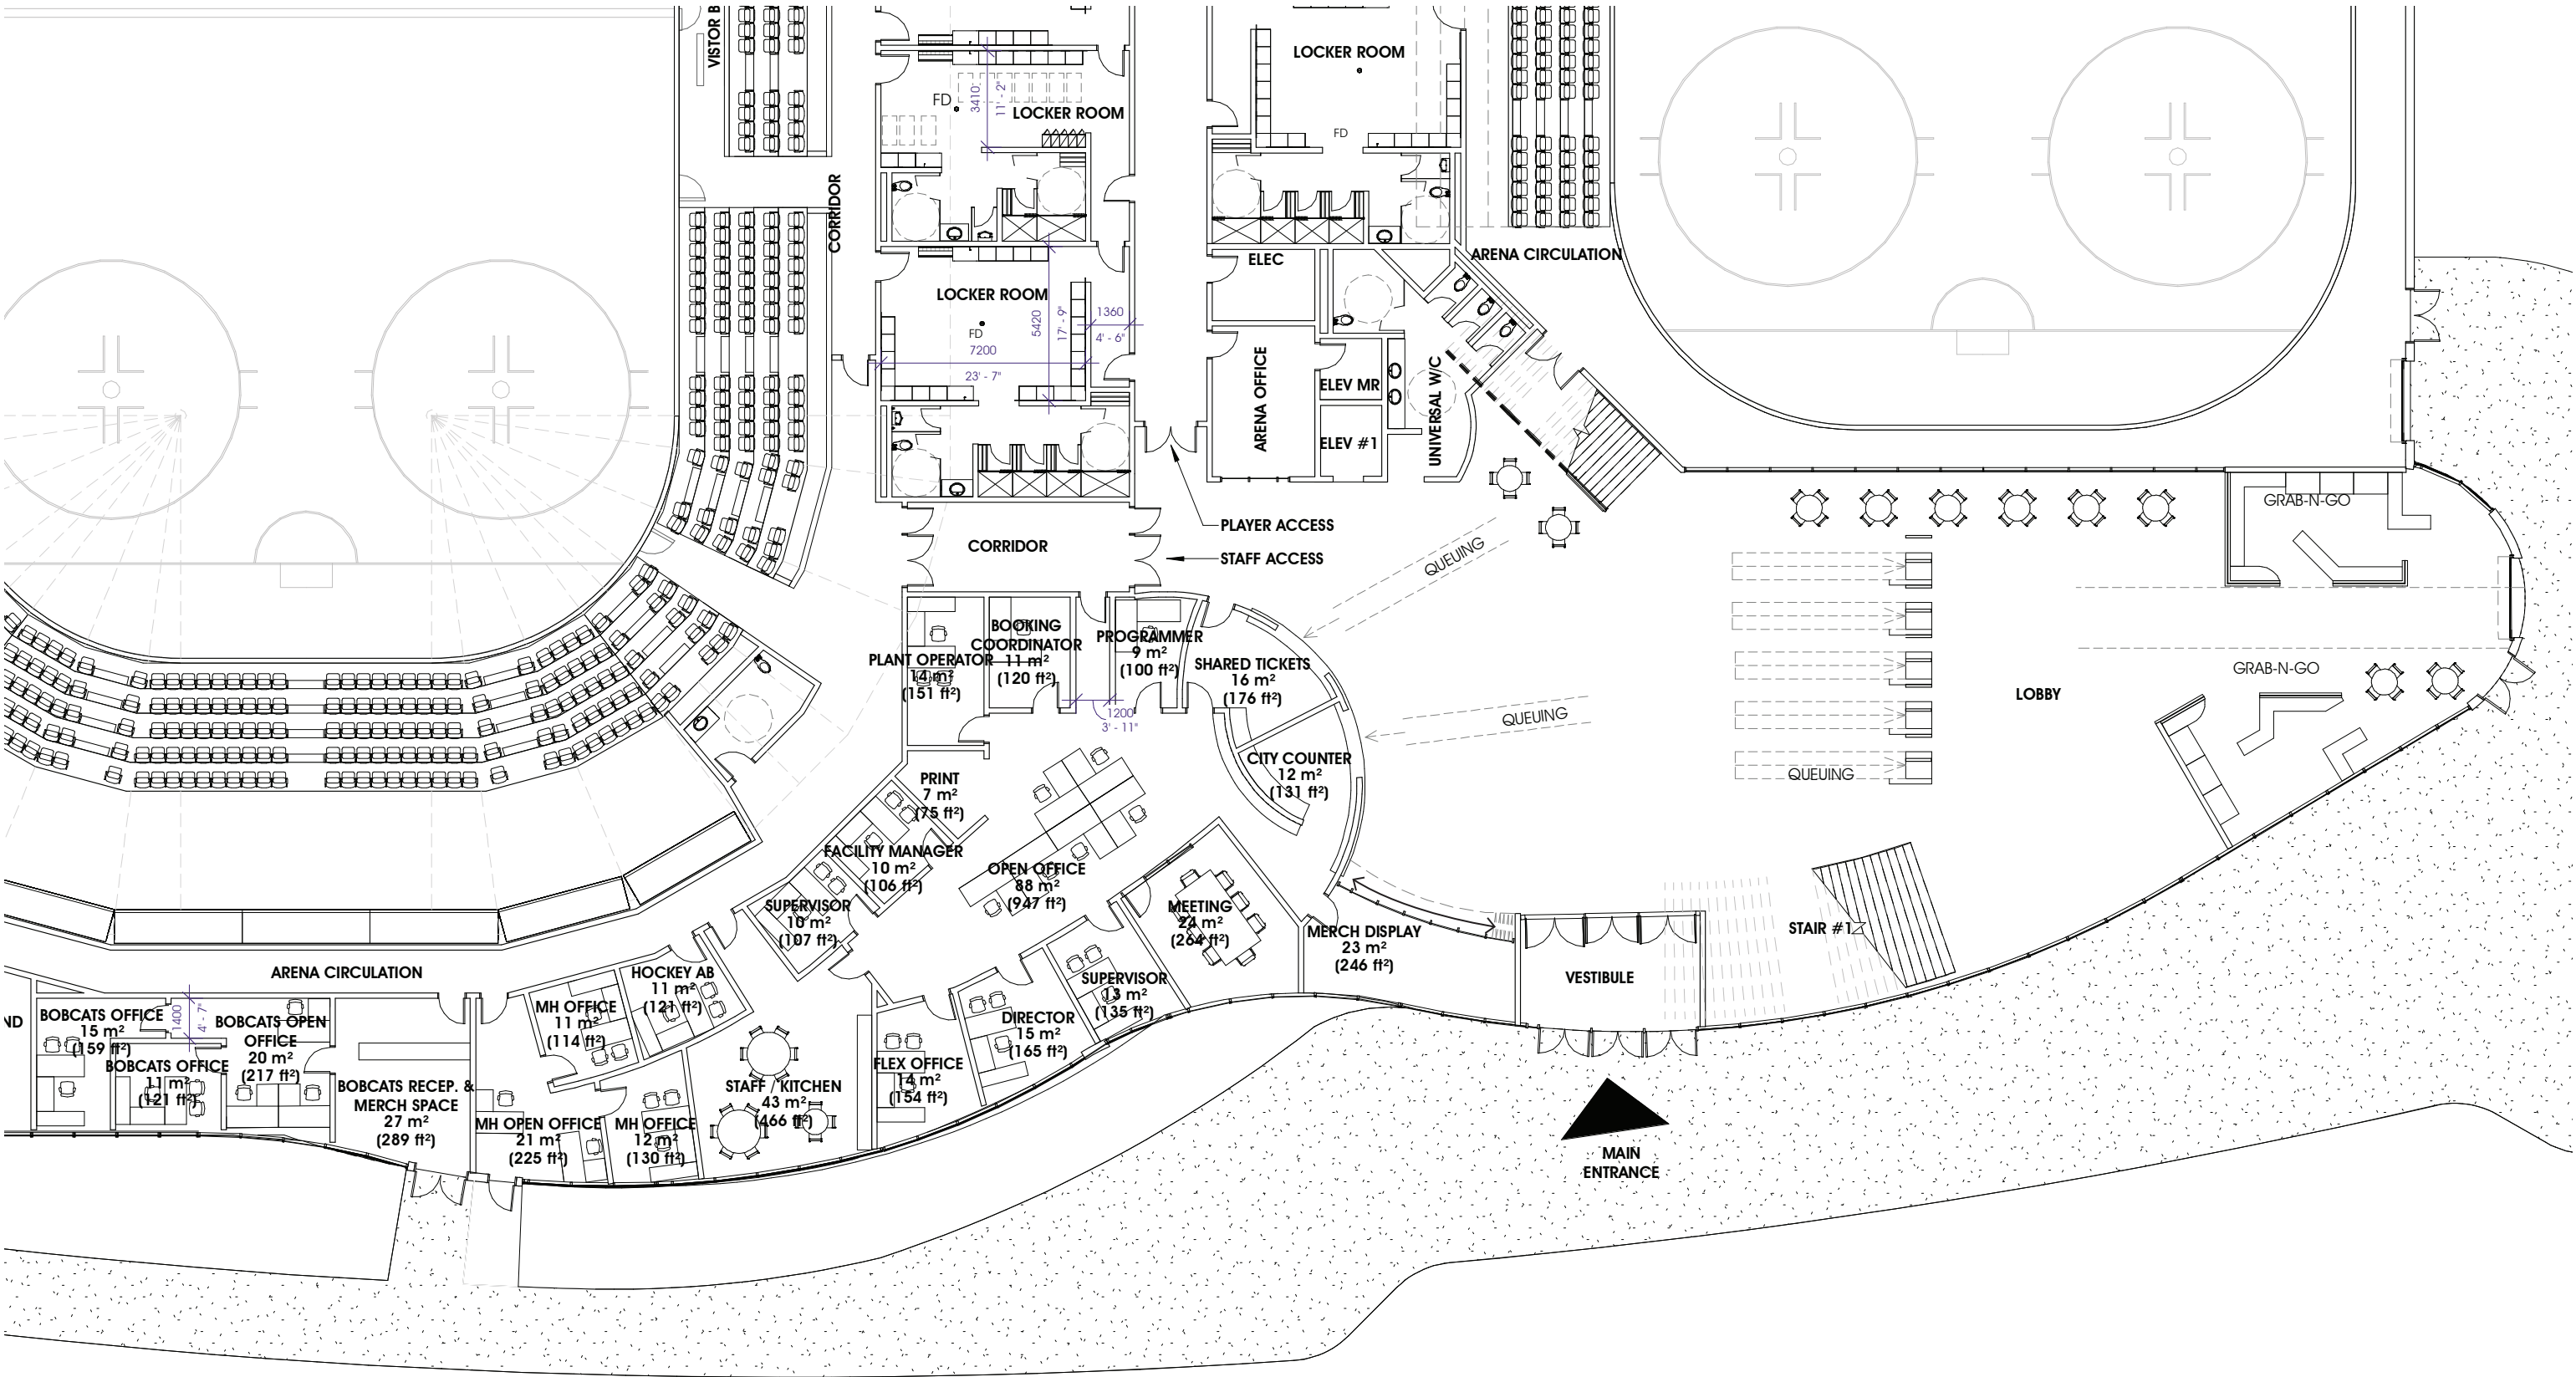 VISTOR B
LOCKER ROOM
FD
3410
11' - 2"
FD
LOCKER ROOM
CORRIDOR
ELEC
ARENA CIRCULATION
LOCKER ROOM
FD
5420
17' - 9"
1360
4' - 6"
7200
23' - 7"
ARENA OFFICE
ELEV MR
UNIVERSAL W/C
ELEV #1
GRAB-N-GO
PLAYER ACCESS
CORRIDOR
STAFF ACCESS
QUEUING
BOOKING
COORDINATOR
11 m²
(120 ft²)
PROGRAMMER
9 m²
(100 ft²)
PLANT OPERATOR
14 m²
(151 ft²)
SHARED TICKETS
16 m²
(176 ft²)
1200
3' - 11"
QUEUING
LOBBY
GRAB-N-GO
PRINT
7 m²
(75 ft²)
CITY COUNTER
12 m²
(131 ft²)
QUEUING
FACILITY MANAGER
10 m²
(106 ft²)
OPEN OFFICE
88 m²
(947 ft²)
SUPERVISOR
10 m²
(107 ft²)
MEETING
24 m²
(264 ft²)
MERCH DISPLAY
23 m²
(246 ft²)
STAIR #1
VESTIBULE
ARENA CIRCULATION
HOCKEY AB
11 m²
(121 ft²)
SUPERVISOR
13 m²
(135 ft²)
MH OFFICE
11 m²
(114 ft²)
DIRECTOR
15 m²
(165 ft²)
ND
BOBCATS OFFICE
15 m²
(159 ft²)
1400
4' - 7"
BOBCATS OPEN
OFFICE
20 m²
(217 ft²)
BOBCATS OFFICE
11 m²
(121 ft²)
BOBCATS RECEP. &
MERCH SPACE
27 m²
(289 ft²)
FLEX OFFICE
14 m²
(154 ft²)
STAFF / KITCHEN
43 m²
(466 ft²)
MH OPEN OFFICE
21 m²
(225 ft²)
MH OFFICE
12 m²
(130 ft²)
MAIN
ENTRANCE